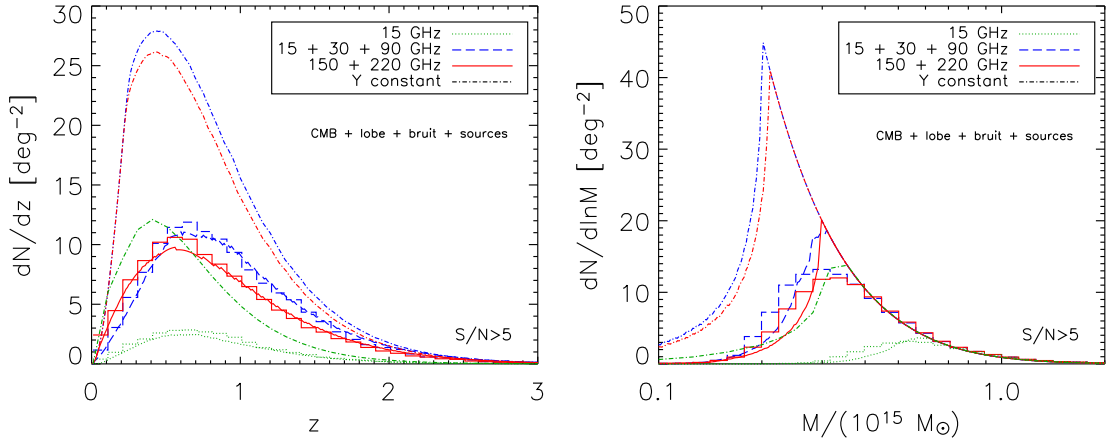 30
25
20
15
10
5
0
dN/dz [deg⁻²]
15 GHz
15 + 30 + 90 GHz
150 + 220 GHz
Y constant
CMB + lobe + bruit + sources
S/N>5
0 1 2 3
z
50
40
30
20
10
0
dN/dlnM [deg⁻²]
15 GHz
15 + 30 + 90 GHz
150 + 220 GHz
Y constant
CMB + lobe + bruit + sources
S/N>5
0.1 1.0
M/(10¹⁵ M☉)